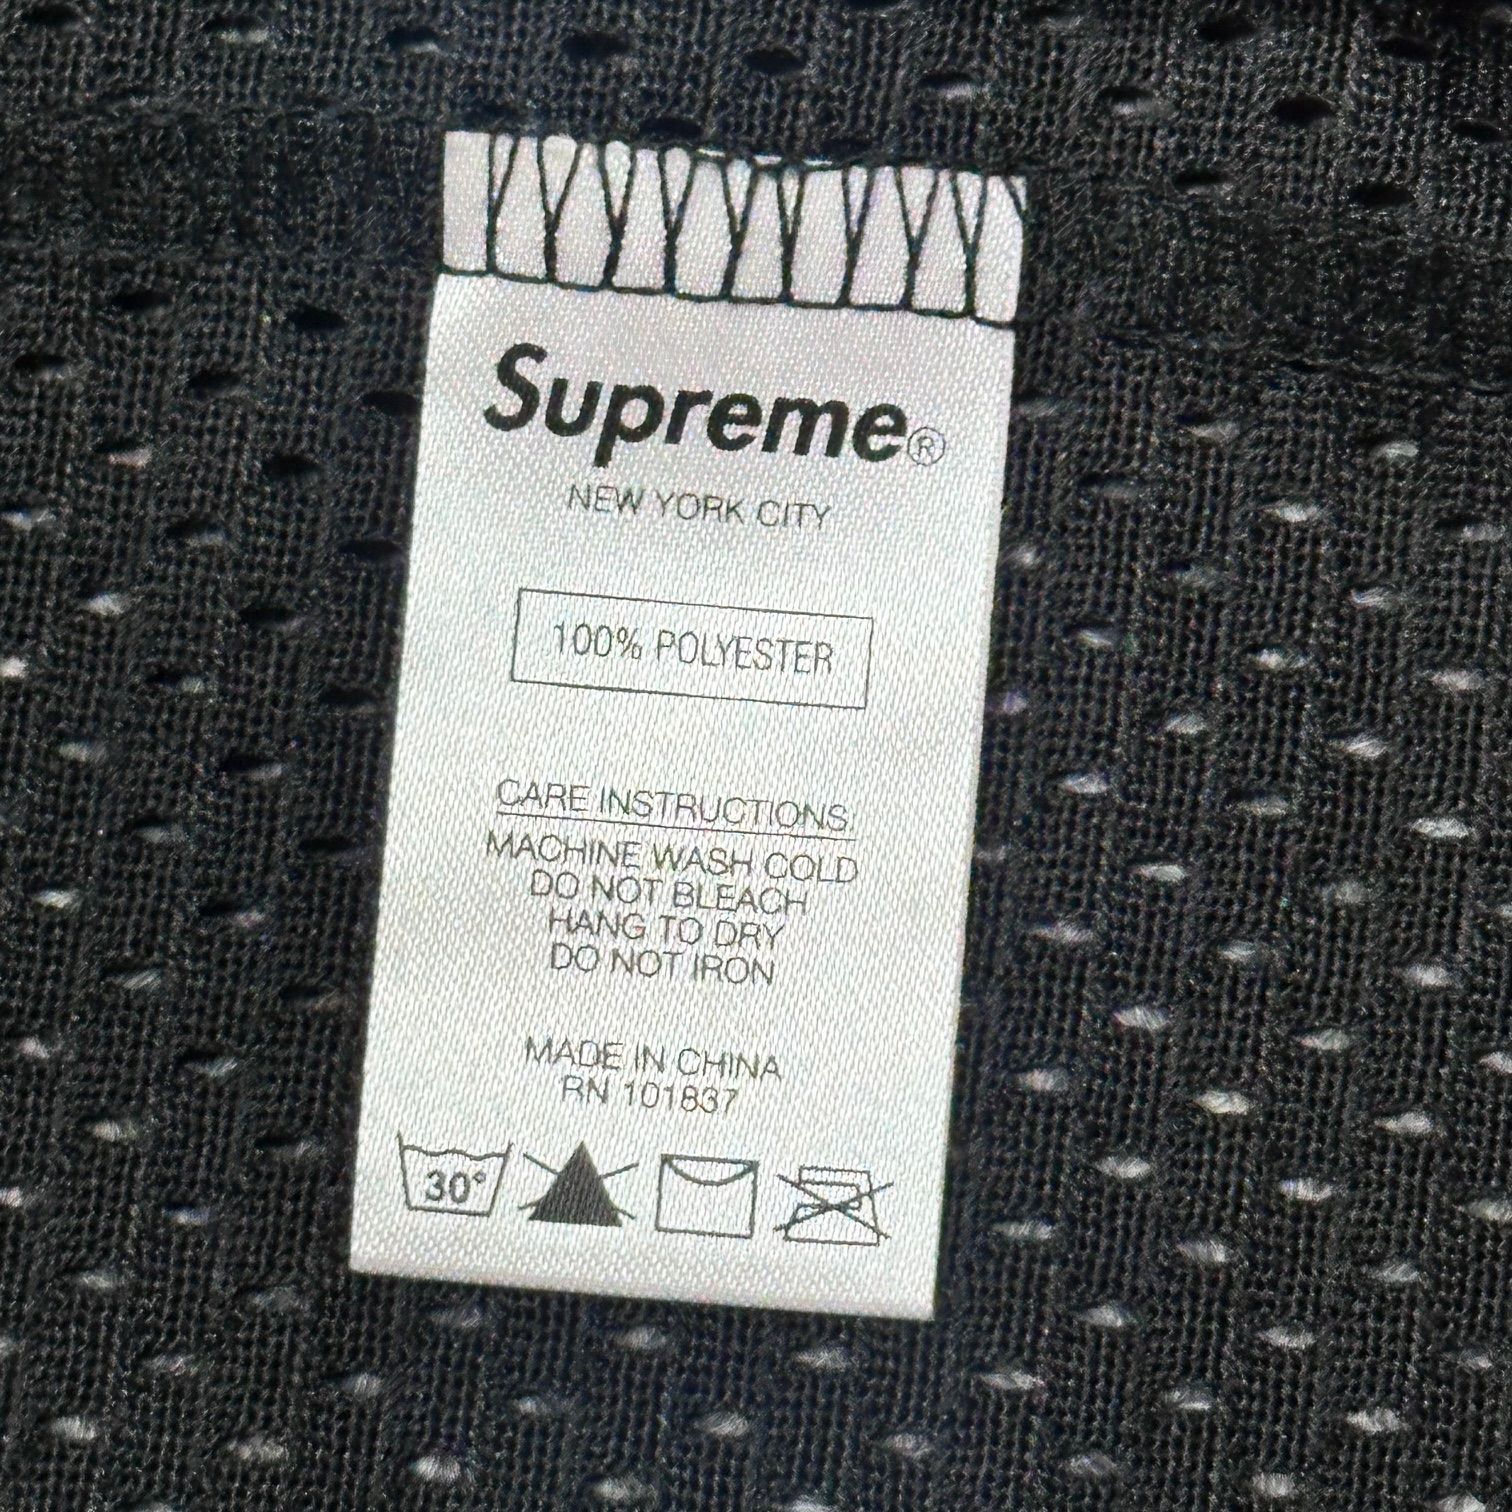 Supreme®
NEW YORK CITY
100% POLYESTER
CARE INSTRUCTIONS
MACHINE WASH COLD
DO NOT BLEACH
HANG TO DRY
DO NOT IRON
MADE IN CHINA
RN 101837
30°